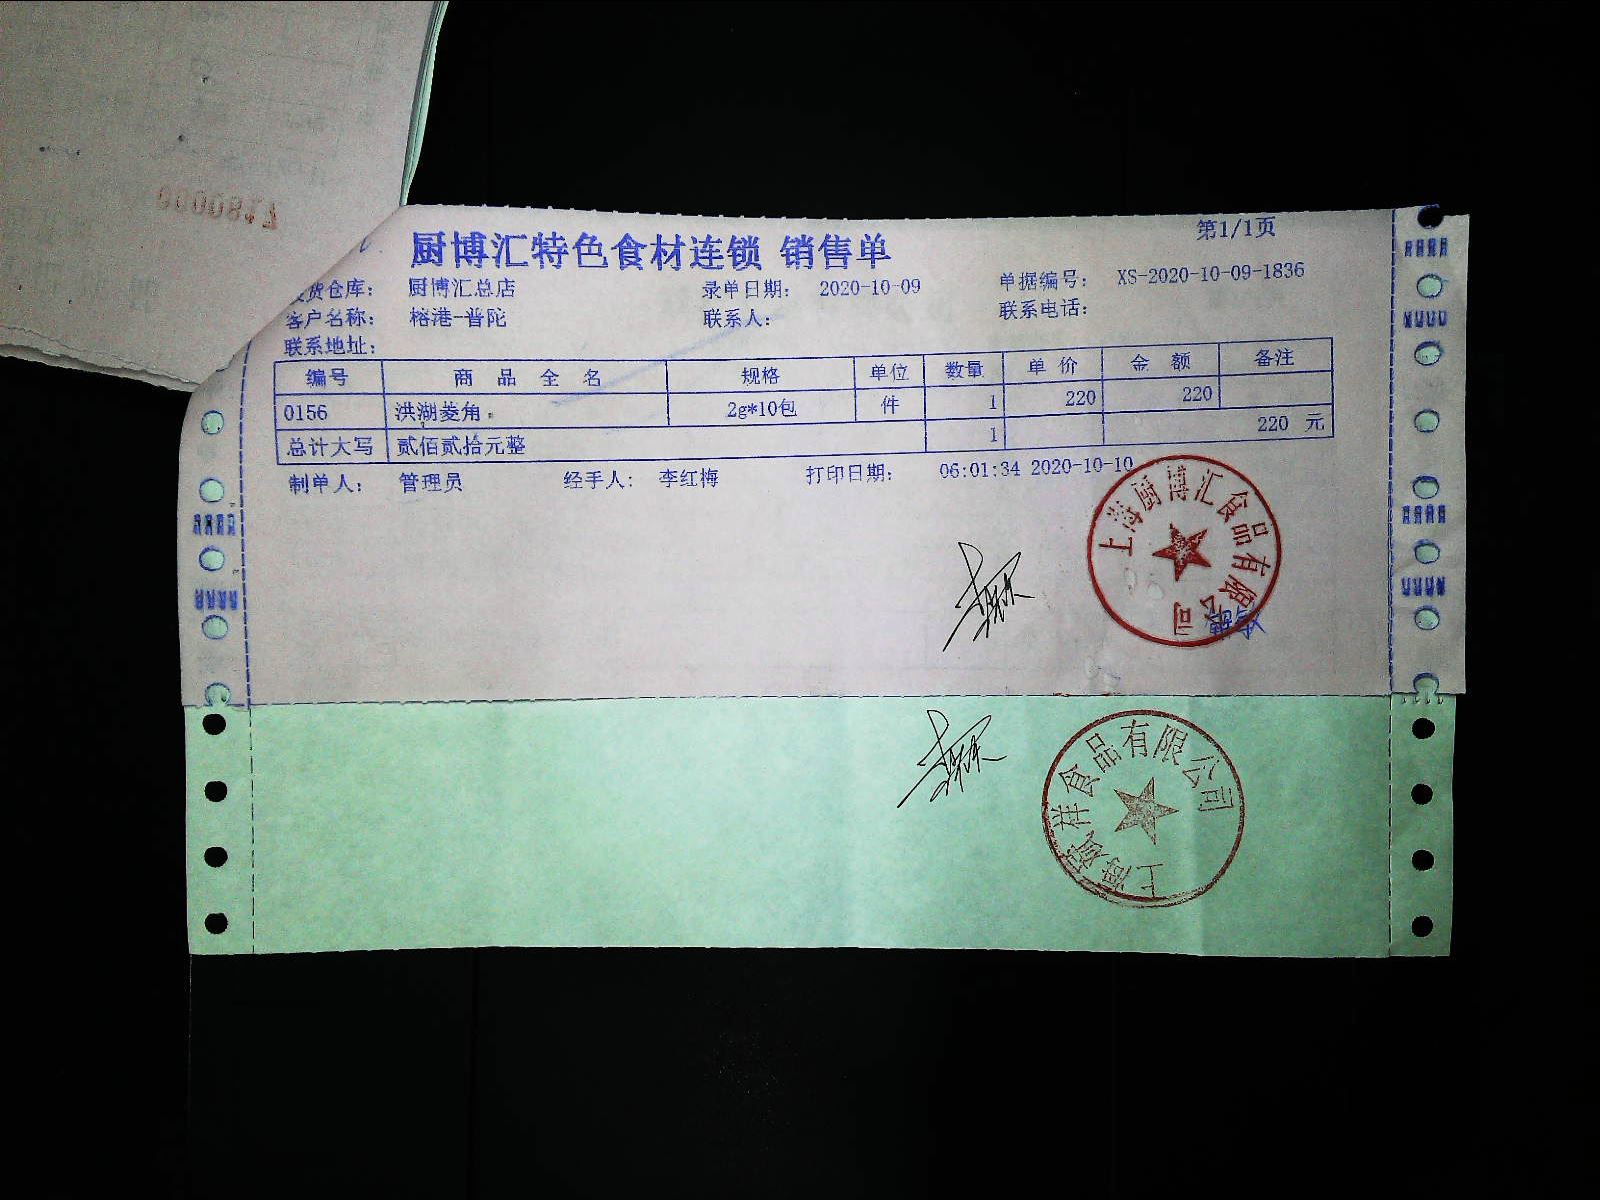 第1/1页
厨博汇特色食材连锁 销售单
货仓库: 厨博汇总店 录单日期: 2020-10-09 单据编号: XS-2020-10-09-1836
客户名称: 榕港-普陀 联系人: 联系电话:
联系地址:
编号 商品全名 规格 单位 数量 单价 金额 备注
0156 洪湖菱角. 2g*10包 件 1 220 220
总计大写 贰佰贰拾元整 1 220 元
制单人: 管理员 经手人: 李红梅 打印日期: 06:01:34 2020-10-10
上海厨博汇食品有限公司